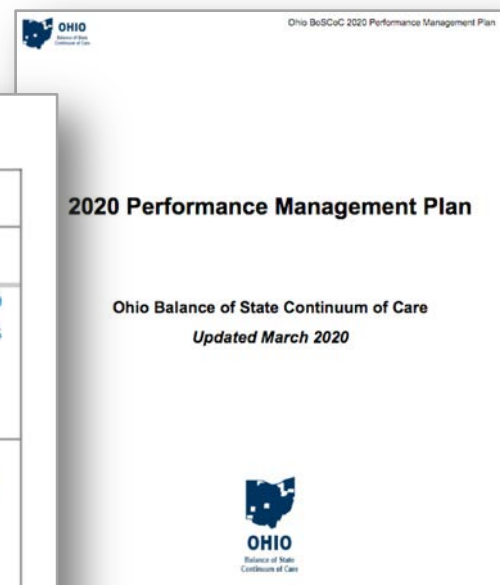 OHIO
Balance of State
Continuum of Care
Ohio BoSCoC 2020 Performance Management Plan
2020 Performance Management Plan
Ohio Balance of State Continuum of Care
Updated March 2020
OHIO
Balance of State
Continuum of Care